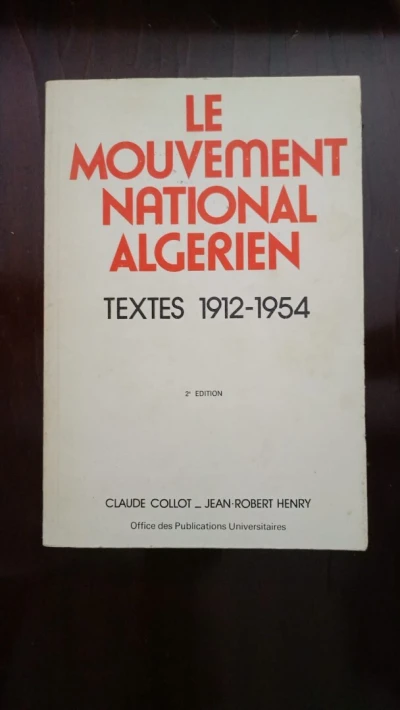 LE
MOUVEMENT
NATIONAL
ALGERIEN
TEXTES 1912-1954
2e EDITION
CLAUDE COLLOT _ JEAN-ROBERT HENRY
Office des Publications Universitaires